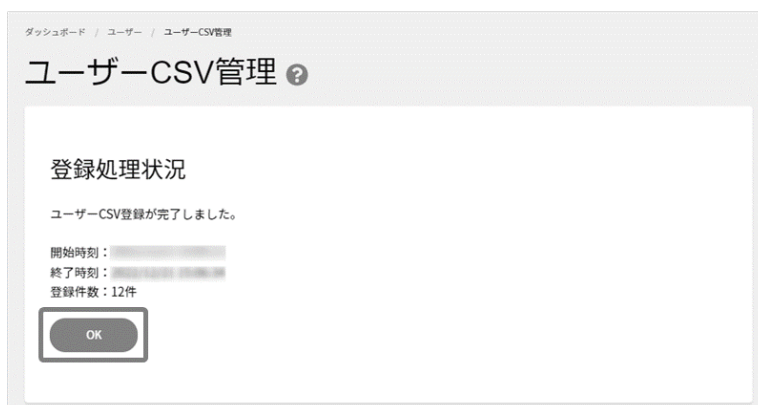 ダッシュボード / ユーザー / ユーザーCSV管理
ユーザーCSV管理 ?
登録処理状況
ユーザーCSV登録が完了しました。
開始時刻：
終了時刻：
登録件数：12件
OK